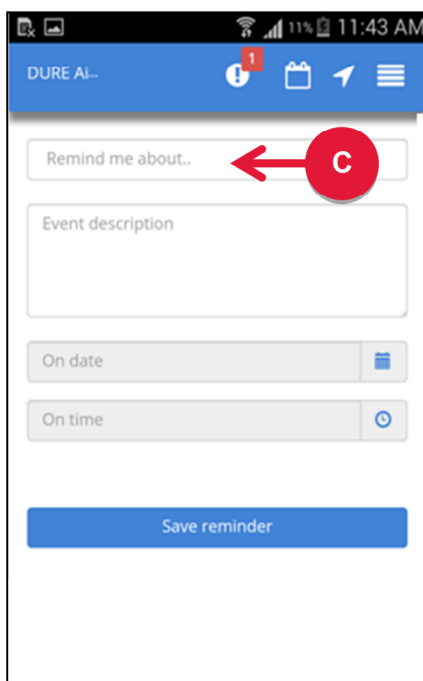 11% 11:43 AM
DURE Ai...
1
Remind me about..
C
Event description
On date
On time
Save reminder